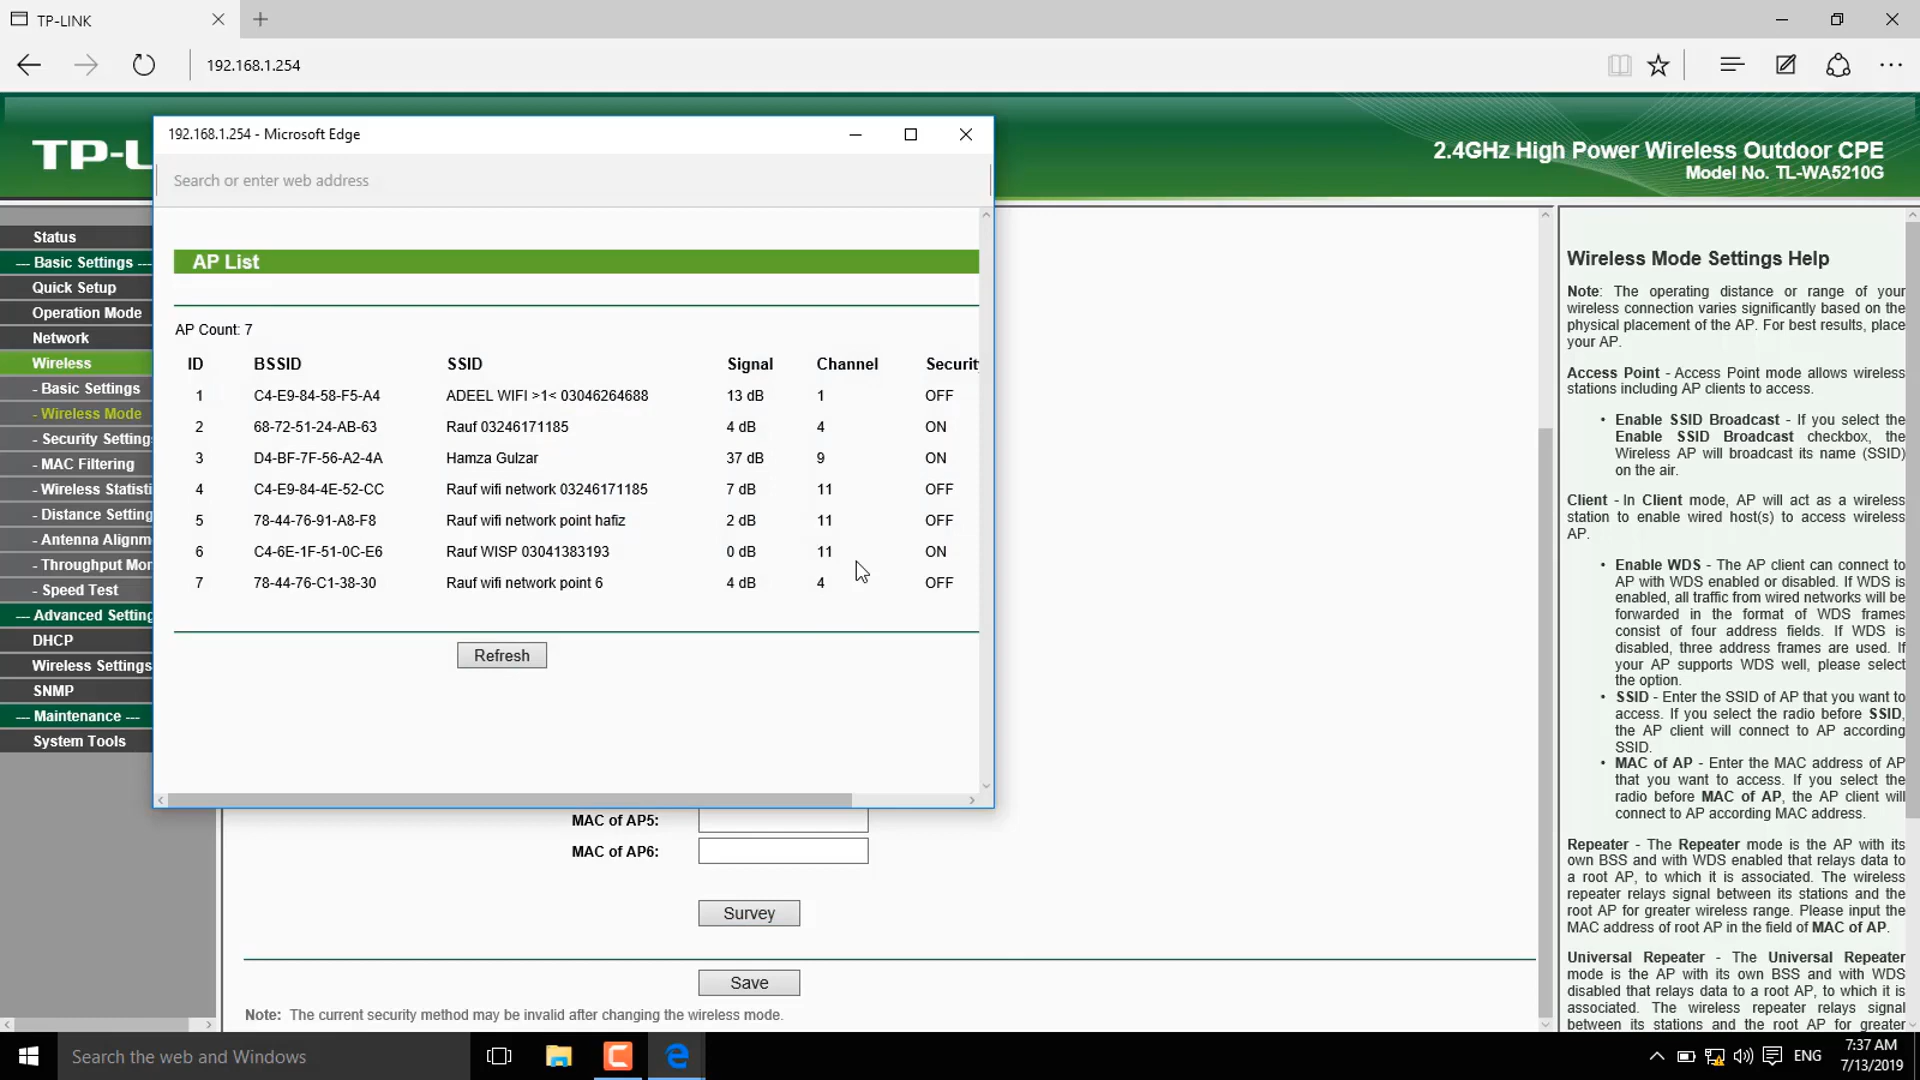 TP-LINK
192.168.1.254
TP-L
2.4GHz High Power Wireless Outdoor CPE
Model No. TL-WA5210G
192.168.1.254 - Microsoft Edge
Search or enter web address
AP List
AP Count: 7
ID BSSID SSID Signal Channel Securit
1 C4-E9-84-58-F5-A4 ADEEL WIFI >1< 03046264688 13 dB 1 OFF
2 68-72-51-24-AB-63 Rauf 03246171185 4 dB 4 ON
3 D4-BF-7F-56-A2-4A Hamza Gulzar 37 dB 9 ON
4 C4-E9-84-4E-52-CC Rauf wifi network 03246171185 7 dB 11 OFF
5 78-44-76-91-A8-F8 Rauf wifi network point hafiz 2 dB 11 OFF
6 C4-6E-1F-51-0C-E6 Rauf WISP 03041383193 0 dB 11 ON
7 78-44-76-C1-38-30 Rauf wifi network point 6 4 dB 4 OFF
Refresh
Status
--- Basic Settings ---
Quick Setup
Operation Mode
Network
Wireless
- Basic Settings
- Wireless Mode
- Security Setting
- MAC Filtering
- Wireless Statisti
- Distance Setting
- Antenna Alignm
- Throughput Mon
- Speed Test
--- Advanced Setting
DHCP
Wireless Settings
SNMP
--- Maintenance ---
System Tools
MAC of AP5:
MAC of AP6:
Survey
Save
Note: The current security method may be invalid after changing the wireless mode.
Wireless Mode Settings Help
Note: The operating distance or range of your
wireless connection varies significantly based on the
physical placement of the AP. For best results, place
your AP.
Access Point - Access Point mode allows wireless
stations including AP clients to access.
• Enable SSID Broadcast - If you select the
Enable SSID Broadcast checkbox, the
Wireless AP will broadcast its name (SSID)
on the air.
Client - In Client mode, AP will act as a wireless
station to enable wired host(s) to access wireless
AP.
• Enable WDS - The AP client can connect to
AP with WDS enabled or disabled. If WDS is
enabled, all traffic from wired networks will be
forwarded in the format of WDS frames
consist of four address fields. If WDS is
disabled, three address frames are used. If
your AP supports WDS well, please select
the option.
• SSID - Enter the SSID of AP that you want to
access. If you select the radio before SSID,
the AP client will connect to AP according
SSID.
• MAC of AP - Enter the MAC address of AP
that you want to access. If you select the
radio before MAC of AP, the AP client will
connect to AP according MAC address.
Repeater - The Repeater mode is the AP with its
own BSS and with WDS enabled that relays data to
a root AP, to which it is associated. The wireless
repeater relays signal between its stations and the
root AP for greater wireless range. Please input the
MAC address of root AP in the field of MAC of AP.
Universal Repeater - The Universal Repeater
mode is the AP with its own BSS and with WDS
disabled that relays data to a root AP, to which it is
associated. The wireless repeater relays signal
between its stations and the root AP for greater
Search the web and Windows
ENG
7:37 AM
7/13/2019